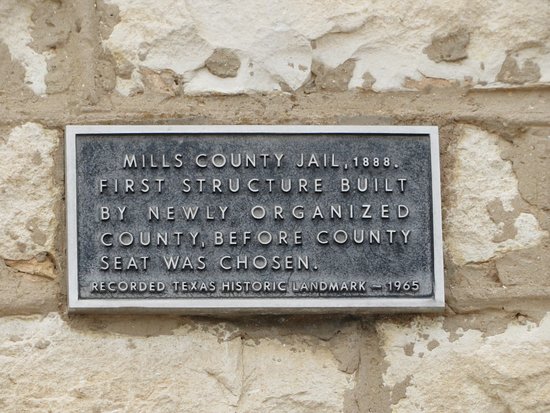 MILLS COUNTY JAIL, 1888.
FIRST STRUCTURE BUILT
BY NEWLY ORGANIZED
COUNTY, BEFORE COUNTY
SEAT WAS CHOSEN.
RECORDED TEXAS HISTORIC LANDMARK – 1965